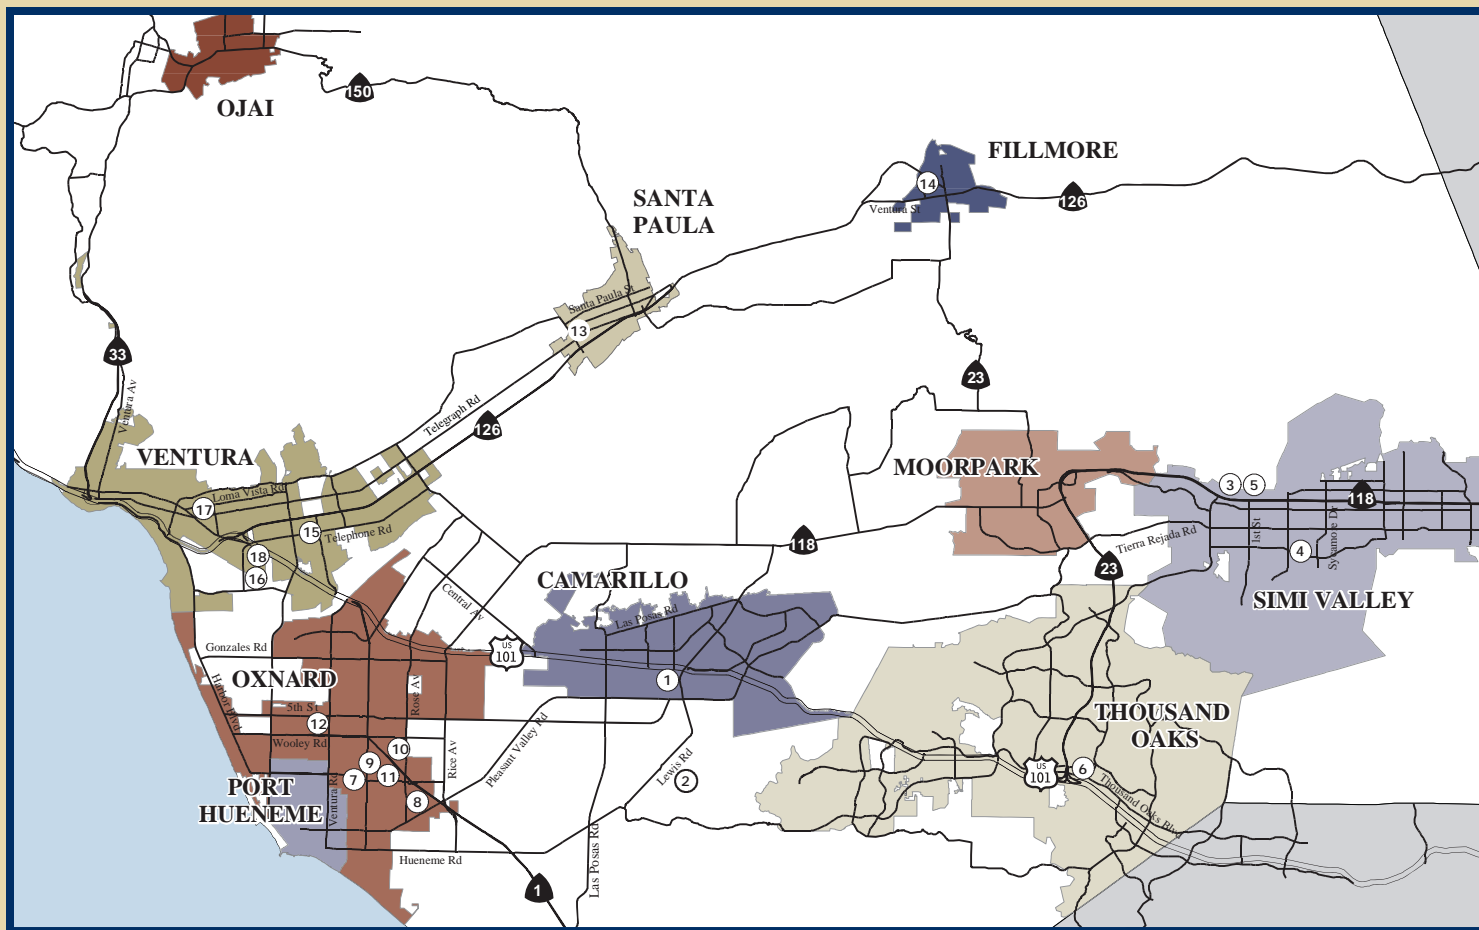 OJAI
150
FILLMORE
14
126
Ventura St
SANTA
PAULA
Santa Paula St
13
33
Ventura Av
23
Telegraph Rd
126
VENTURA
Loma Vista Rd
17
15
Telephone Rd
18
16
MOORPARK
3
5
118
1st St
Sycamore Dr
4
118
Tierra Rejada Rd
23
SIMI VALLEY
CAMARILLO
Central Av
Las Posas Rd
US
101
1
Gonzales Rd
OXNARD
Harbor Blvd
Rose Av
5th St
12
Wooley Rd
10
9
7
11
8
Rice Av
Pleasant Valley Rd
Lewis Rd
2
PORT
HUENEME
Ventura Rd
Hueneme Rd
Las Posas Rd
1
THOUSAND
OAKS
US
101
6
Thousand Oaks Blvd